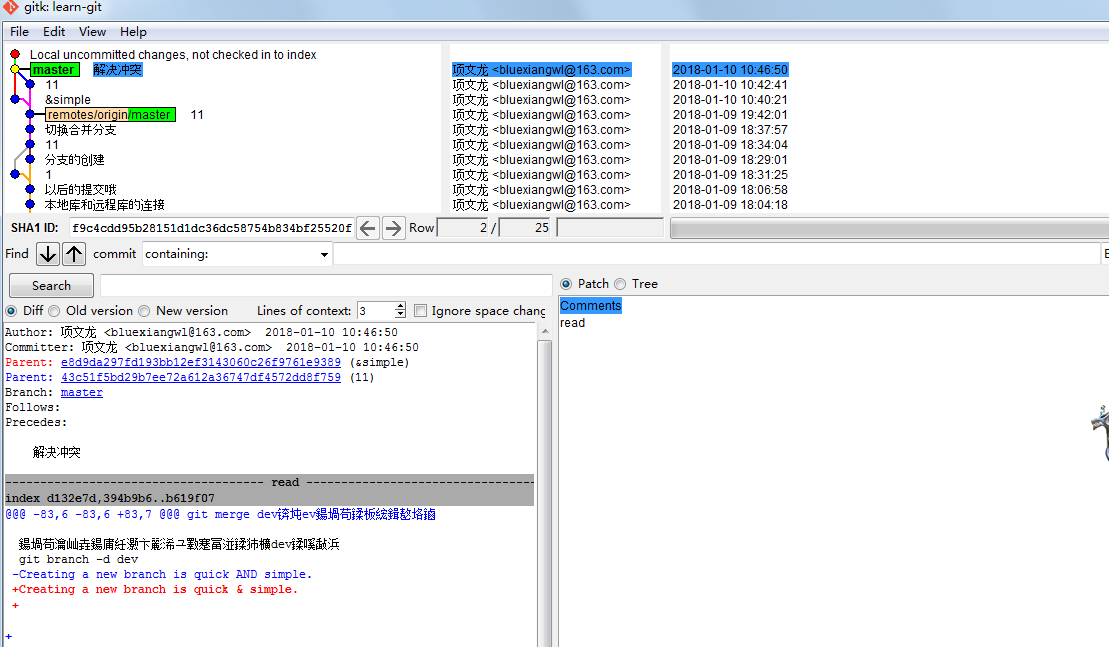 gitk: learn-git
File Edit View Help
Local uncommitted changes, not checked in to index
master 解决冲突 项文龙 <bluexiangwl@163.com> 2018-01-10 10:46:50
11 项文龙 <bluexiangwl@163.com> 2018-01-10 10:42:41
&simple 项文龙 <bluexiangwl@163.com> 2018-01-10 10:40:21
remotes/origin/master 11 项文龙 <bluexiangwl@163.com> 2018-01-09 19:42:01
切换合并分支 项文龙 <bluexiangwl@163.com> 2018-01-09 18:37:57
11 项文龙 <bluexiangwl@163.com> 2018-01-09 18:34:04
分支的创建 项文龙 <bluexiangwl@163.com> 2018-01-09 18:29:01
1 项文龙 <bluexiangwl@163.com> 2018-01-09 18:31:25
以后的提交哦 项文龙 <bluexiangwl@163.com> 2018-01-09 18:06:58
本地库和远程库的连接 项文龙 <bluexiangwl@163.com> 2018-01-09 18:04:18
SHA1 ID: f9c4cdd95b28151d1dc36dc58754b834bf25520f Row 2 / 25
Find commit containing:
Search
Patch Tree
Diff Old version New version Lines of context: 3 Ignore space chang
Comments
read
Author: 项文龙 <bluexiangwl@163.com> 2018-01-10 10:46:50
Committer: 项文龙 <bluexiangwl@163.com> 2018-01-10 10:46:50
Parent: e8d9da297fd193bb12ef3143060c26f9761e9389 (&simple)
Parent: 43c51f5bd29b7ee72a612a36747df4572dd8f759 (11)
Branch: master
Follows:
Precedes:
解决冲突
read
index d132e7d,394b9b6..b619f07
@@@ -83,6 -83,6 +83,7 @@@ git merge dev
git branch -d dev
-Creating a new branch is quick AND simple.
+Creating a new branch is quick & simple.
+
+